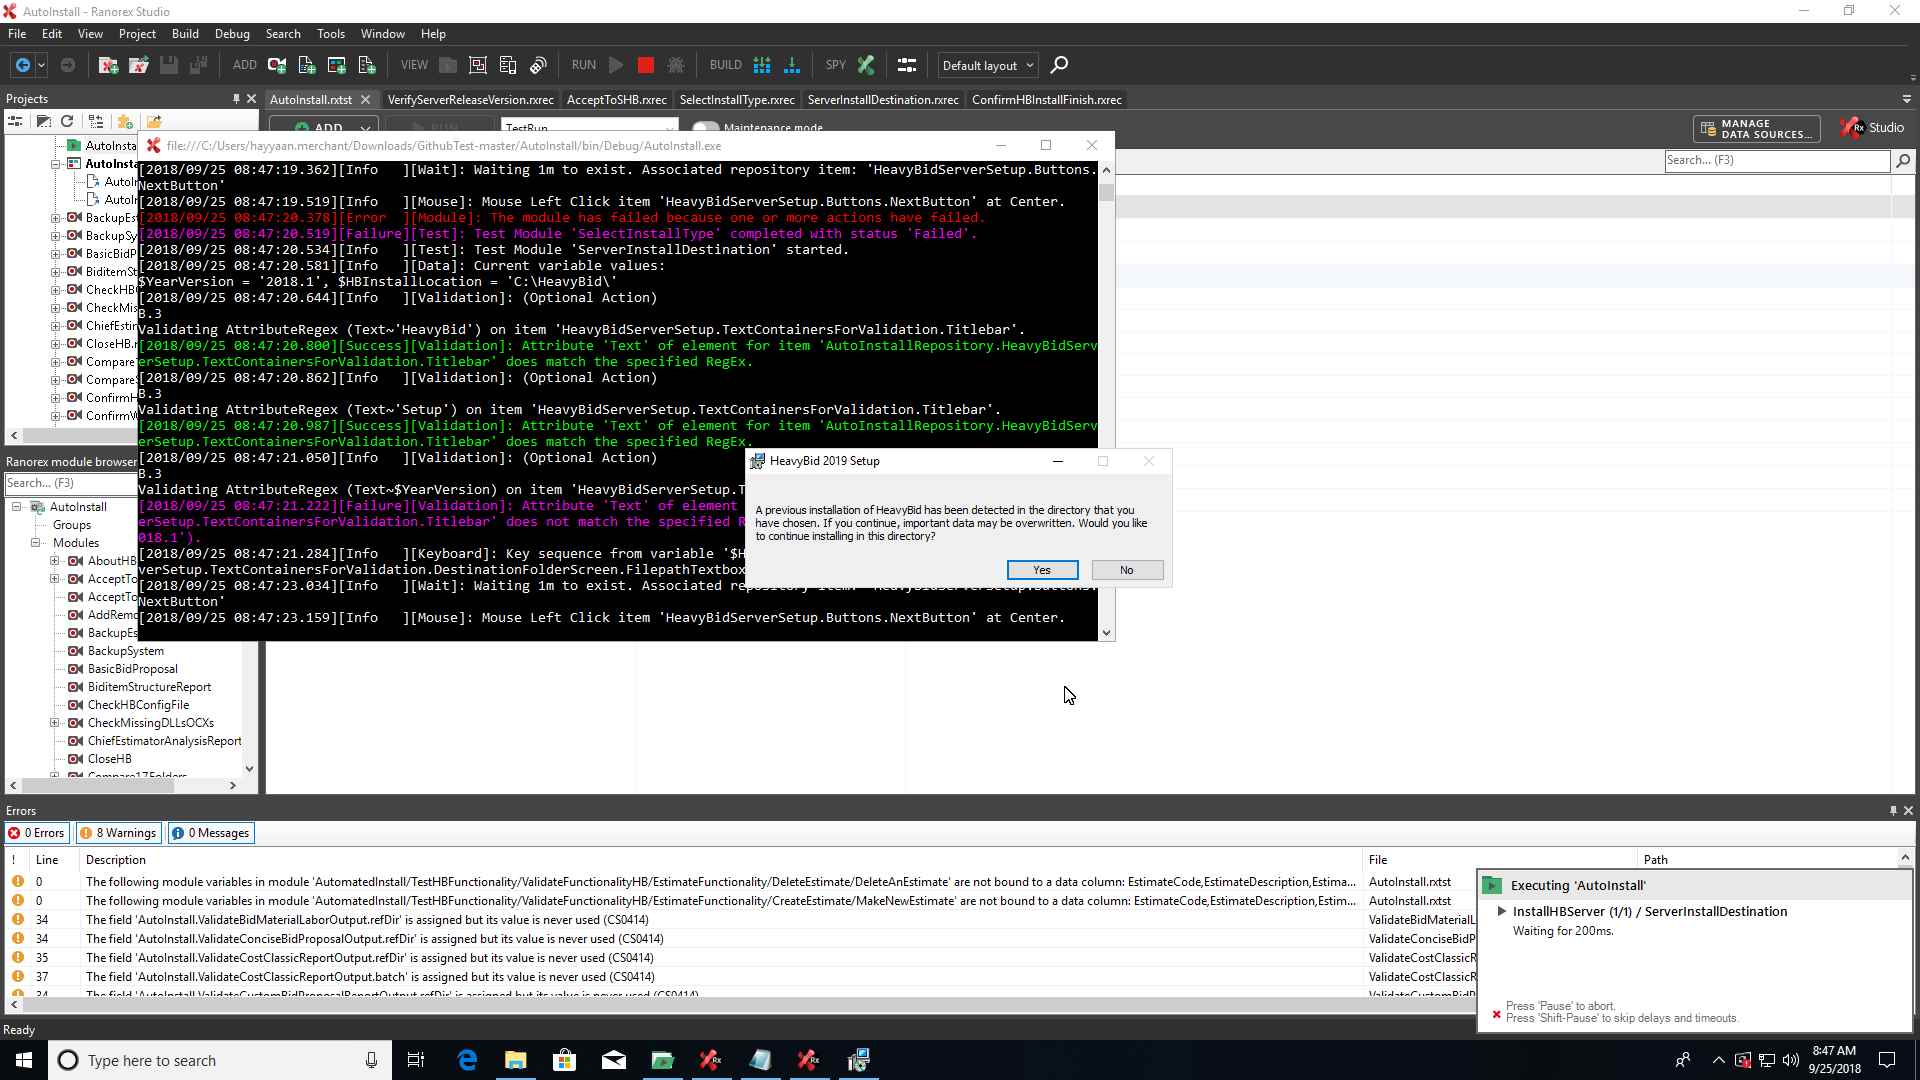 AutoInstall - Ranorex Studio
File Edit View Project Build Debug Search Tools Window Help
ADD VIEW RUN BUILD SPY Default layout
Projects
AutoInstall.rxtst VerifyServerReleaseVersion.rxrec AcceptToSHB.rxrec SelectInstallType.rxrec ServerInstallDestination.rxrec ConfirmHBInstallFinish.rxrec
ADD RUN TestRun Maintenance mode
MANAGE
DATA SOURCES...
Rx Studio
Search... (F3)
AutoInsta
AutoInsta
AutoIn
AutoIn
BackupEst
BackupSy
BasicBidP
BiditemSt
CheckHBC
CheckMis
ChiefEstin
CloseHB.r
Compare
Compare
ConfirmH
ConfirmV
file:///C:/Users/hayyaan.merchant/Downloads/GithubTest-master/AutoInstall/bin/Debug/AutoInstall.exe
[2018/09/25 08:47:19.362][Info   ][Wait]: Waiting 1m to exist. Associated repository item: 'HeavyBidServerSetup.Buttons.
NextButton'
[2018/09/25 08:47:19.519][Info   ][Mouse]: Mouse Left Click item 'HeavyBidServerSetup.Buttons.NextButton' at Center.
[2018/09/25 08:47:20.378][Error  ][Module]: The module has failed because one or more actions have failed.
[2018/09/25 08:47:20.519][Failure][Test]: Test Module 'SelectInstallType' completed with status 'Failed'.
[2018/09/25 08:47:20.534][Info   ][Test]: Test Module 'ServerInstallDestination' started.
[2018/09/25 08:47:20.581][Info   ][Data]: Current variable values:
$YearVersion = '2018.1', $HBInstallLocation = 'C:\HeavyBid\'
[2018/09/25 08:47:20.644][Info   ][Validation]: (Optional Action)
B.3
Validating AttributeRegex (Text~'HeavyBid') on item 'HeavyBidServerSetup.TextContainersForValidation.Titlebar'.
[2018/09/25 08:47:20.800][Success][Validation]: Attribute 'Text' of element for item 'AutoInstallRepository.HeavyBidServ
erSetup.TextContainersForValidation.Titlebar' does match the specified RegEx.
[2018/09/25 08:47:20.862][Info   ][Validation]: (Optional Action)
B.3
Validating AttributeRegex (Text~'Setup') on item 'HeavyBidServerSetup.TextContainersForValidation.Titlebar'.
[2018/09/25 08:47:20.987][Success][Validation]: Attribute 'Text' of element for item 'AutoInstallRepository.HeavyBidServ
erSetup.TextContainersForValidation.Titlebar' does match the specified RegEx.
[2018/09/25 08:47:21.050][Info   ][Validation]: (Optional Action)
B.3
Validating AttributeRegex (Text~$YearVersion) on item 'HeavyBidServerSetup.T
[2018/09/25 08:47:21.222][Failure][Validation]: Attribute 'Text' of element
erSetup.TextContainersForValidation.Titlebar' does not match the specified R
018.1').
[2018/09/25 08:47:21.284][Info   ][Keyboard]: Key sequence from variable '$H
verSetup.TextContainersForValidation.DestinationFolderScreen.FilepathTextbox
[2018/09/25 08:47:23.034][Info   ][Wait]: Waiting 1m to exist. Associated repository item: 'HeavyBidServerSetup.Buttons.
NextButton'
[2018/09/25 08:47:23.159][Info   ][Mouse]: Mouse Left Click item 'HeavyBidServerSetup.Buttons.NextButton' at Center.
HeavyBid 2019 Setup
A previous installation of HeavyBid has been detected in the directory that you
have chosen. If you continue, important data may be overwritten. Would you like
to continue installing in this directory?
Yes No
Ranorex module browser
Search... (F3)
AutoInstall
Groups
Modules
AboutHB
AcceptTo
AcceptTo
AddRemo
BackupEs
BackupSystem
BasicBidProposal
BiditemStructureReport
CheckHBConfigFile
CheckMissingDLLsOCXs
ChiefEstimatorAnalysisReport
CloseHB
Compare17Folders
Errors
0 Errors 8 Warnings 0 Messages
! Line Description File Path
0 The following module variables in module 'AutomatedInstall/TestHBFunctionality/ValidateFunctionalityHB/EstimateFunctionality/DeleteEstimate/DeleteAnEstimate' are not bound to a data column: EstimateCode,EstimateDescription,Estima... AutoInstall.rxtst
0 The following module variables in module 'AutomatedInstall/TestHBFunctionality/ValidateFunctionalityHB/EstimateFunctionality/CreateEstimate/MakeNewEstimate' are not bound to a data column: EstimateCode,EstimateDescription,Estim... AutoInstall.rxtst
34 The field 'AutoInstall.ValidateBidMaterialLaborOutput.refDir' is assigned but its value is never used (CS0414) ValidateBidMaterialL
34 The field 'AutoInstall.ValidateConciseBidProposalOutput.refDir' is assigned but its value is never used (CS0414) ValidateConciseBidP
35 The field 'AutoInstall.ValidateCostClassicReportOutput.refDir' is assigned but its value is never used (CS0414) ValidateCostClassicR
37 The field 'AutoInstall.ValidateCostClassicReportOutput.batch' is assigned but its value is never used (CS0414) ValidateCostClassicR
34 The field 'AutoInstall.ValidateCustomBidProposalReportOutput.refDir' is assigned but its value is never used (CS0414) ValidateCustomBidP
Executing 'AutoInstall'
InstallHBServer (1/1) / ServerInstallDestination
Waiting for 200ms.
Press 'Pause' to abort.
Press 'Shift-Pause' to skip delays and timeouts.
Ready
Type here to search
8:47 AM
9/25/2018